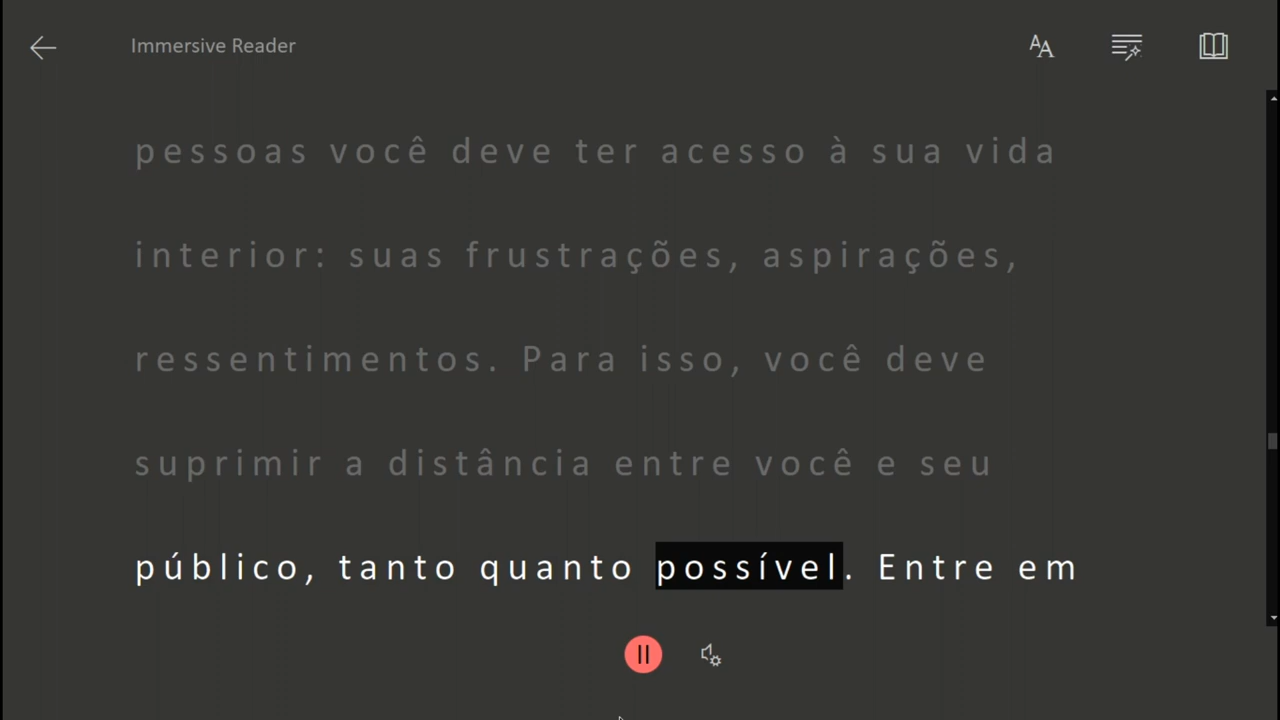 Immersive Reader
pessoas você deve ter acesso à sua vida
interior: suas frustrações, aspirações,
ressentimentos. Para isso, você deve
suprimir a distância entre você e seu
público, tanto quanto possível. Entre em